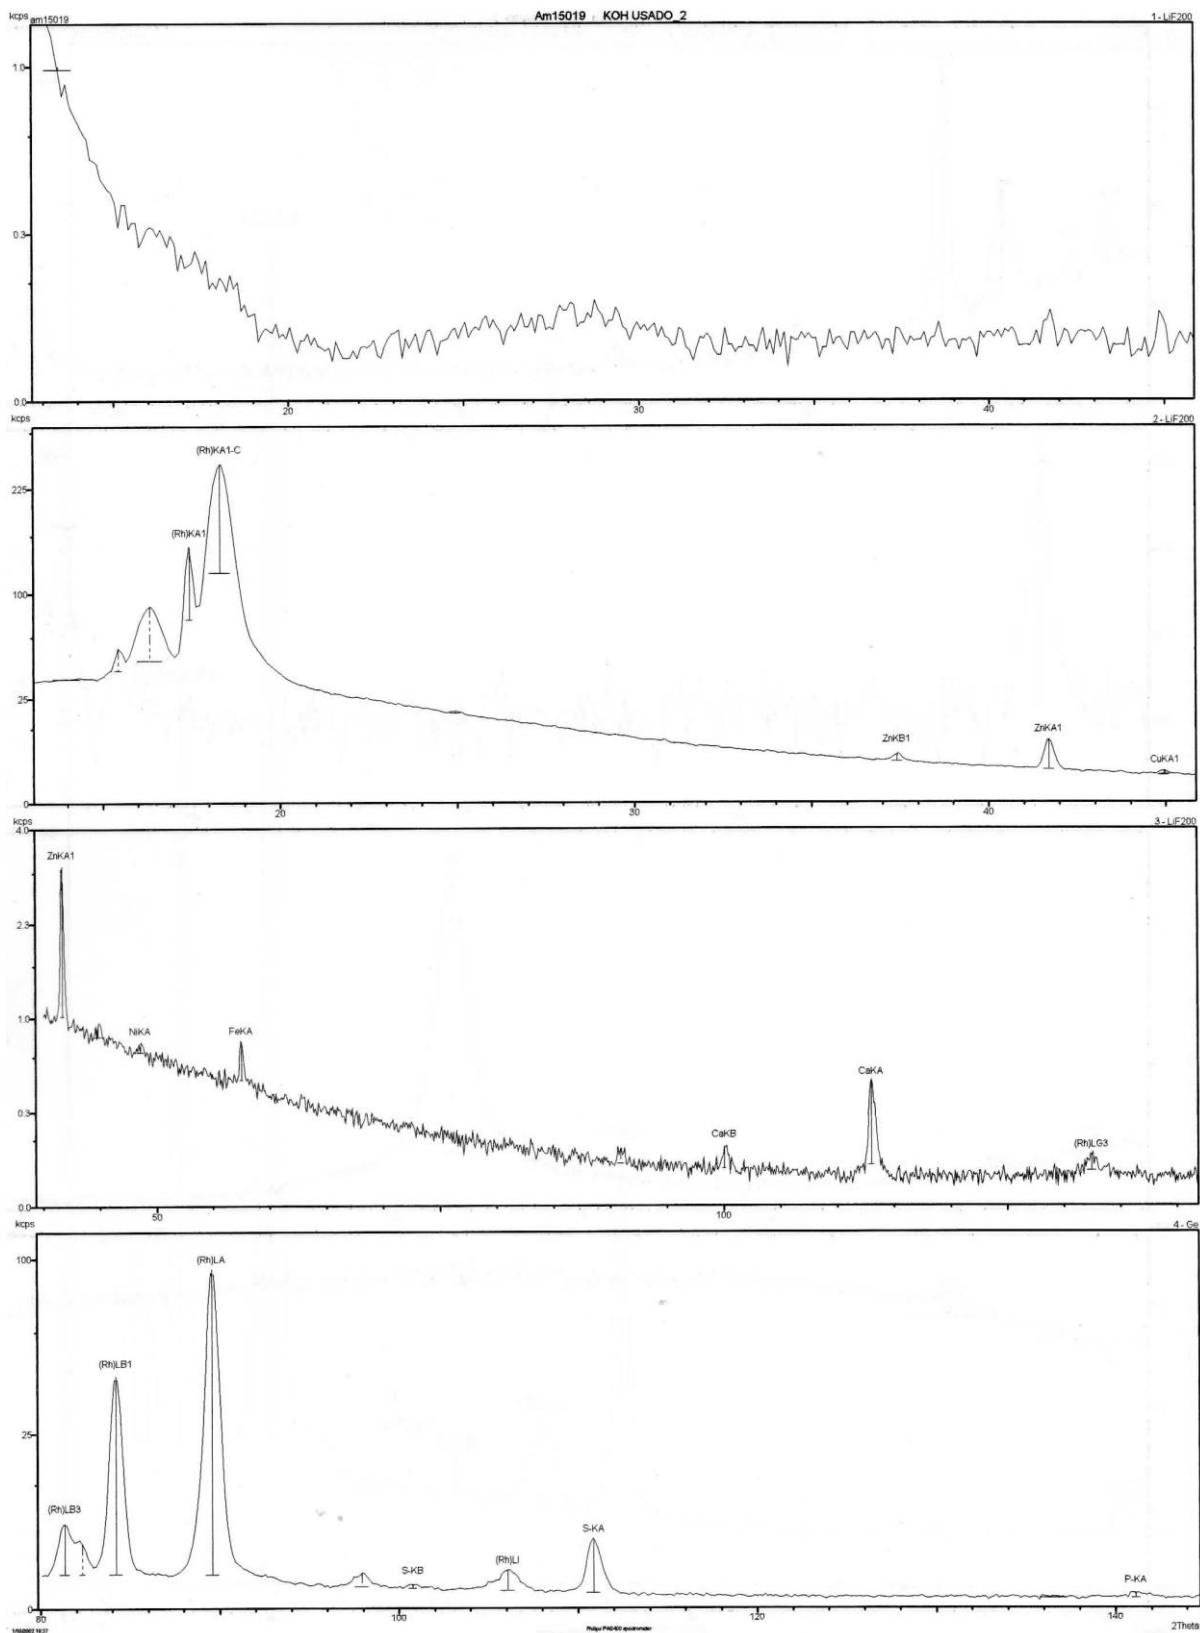 kcps am15019 Am15019 KOH USADO_2 1 - LiF200
1.0
0.3
0.0
20 30 40
kcps 2 - LiF200
(Rh)KA1-C
225
(Rh)KA1
100
25
ZnKB1 ZnKA1 CuKA1
0
20 30 40
kcps 3 - LiF200
4.0
ZnKA1
2.3
1.0
NiKA FeKA
CaKA
0.3
CaKB (Rh)LG3
0.0
50 100
kcps 4 - Ge
(Rh)LA
100
(Rh)LB1
25
(Rh)LB3
S-KA
S-KB (Rh)Ll
P-KA
0
80 100 120 140
2Theta